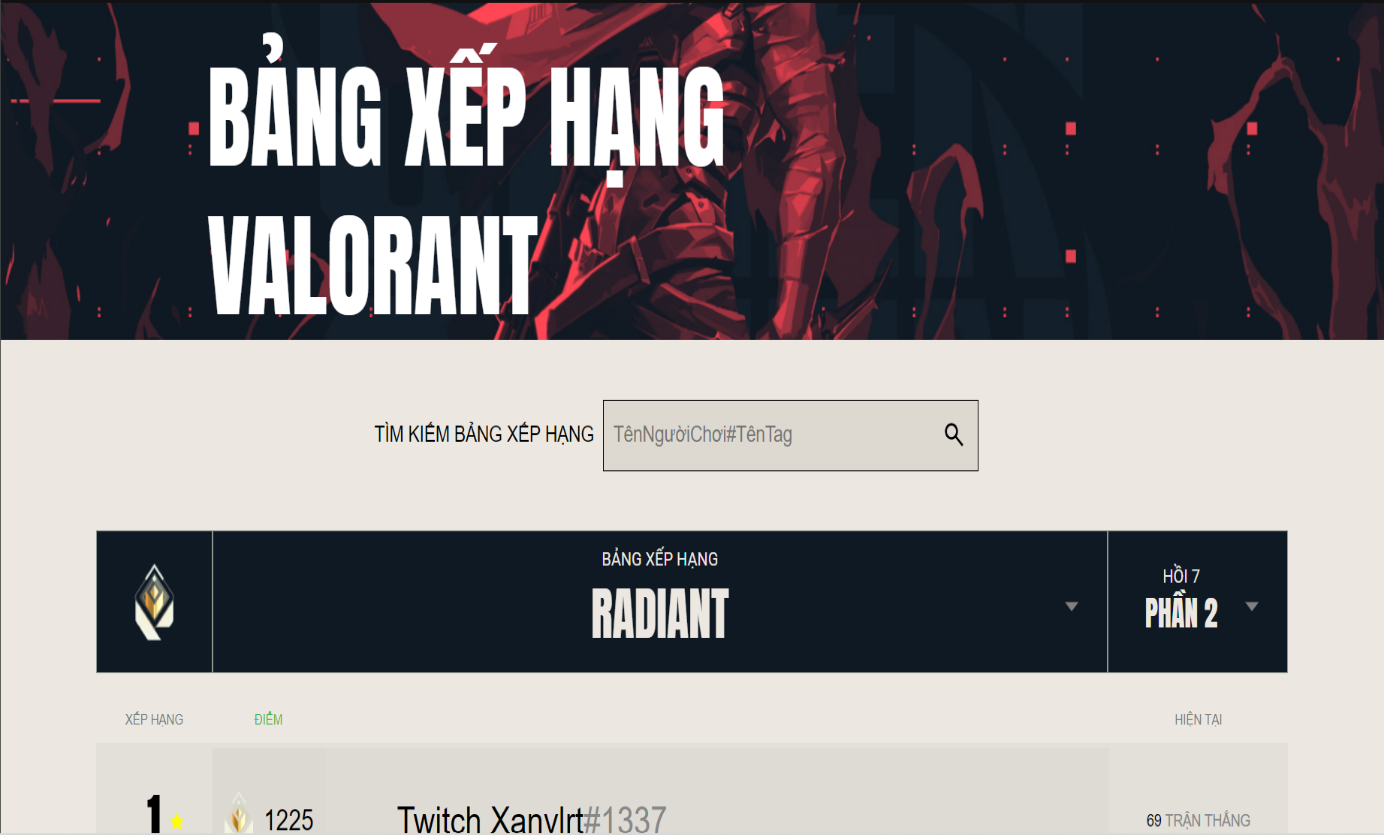 BẢNG XẾP HẠNG
VALORANT
TÌM KIẾM BẢNG XẾP HẠNG
TênNgườiChơi#TênTag
BẢNG XẾP HẠNG
RADIANT
HỒI 7
PHẦN 2
XẾP HẠNG
ĐIỂM
HIỆN TẠI
1
1225
Twitch Xanvlrt#1337
69 TRẬN THẮNG